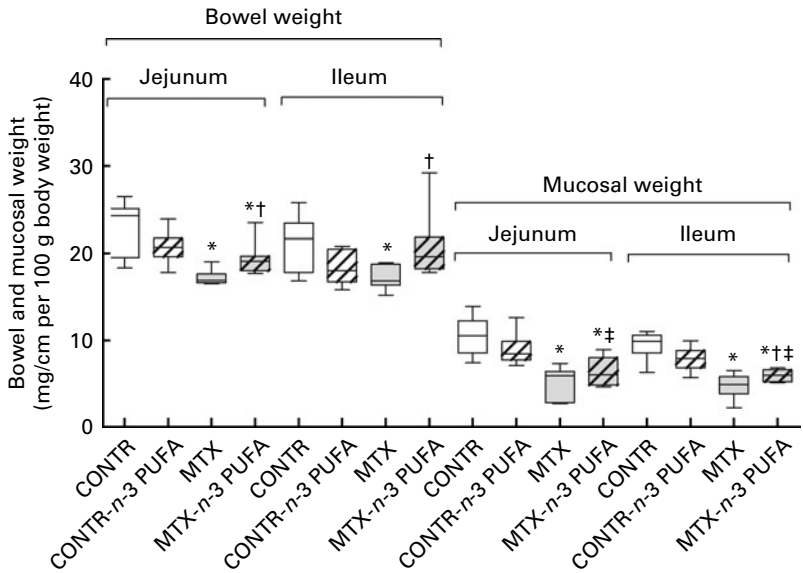 Bowel weight
Jejunum
Ileum
Mucosal weight
Jejunum
Ileum
Bowel and mucosal weight
(mg/cm per 100 g body weight)
40
30
20
10
0
*
*†
*
†
*
*‡
*
*†‡
CONTR
CONTR-n-3 PUFA
MTX
MTX-n-3 PUFA
CONTR
CONTR-n-3 PUFA
MTX
MTX-n-3 PUFA
CONTR
CONTR-n-3 PUFA
MTX
MTX-n-3 PUFA
CONTR
CONTR-n-3 PUFA
MTX
MTX-n-3 PUFA